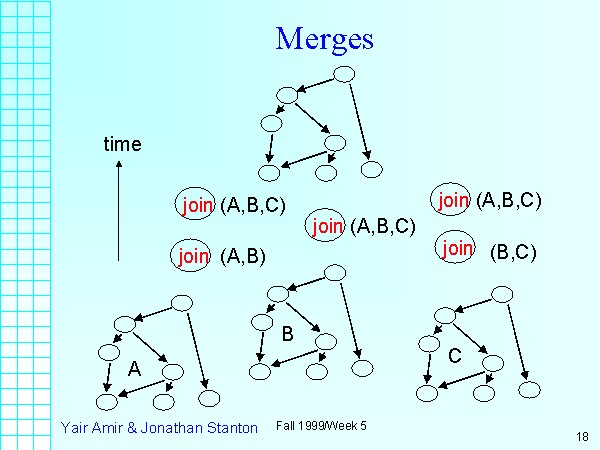 Merges
time
join (A,B,C)
join (A,B,C)
join (A,B,C)
join (A,B)
join (B,C)
B
A
C
Yair Amir & Jonathan Stanton
Fall 1999/Week 5
18